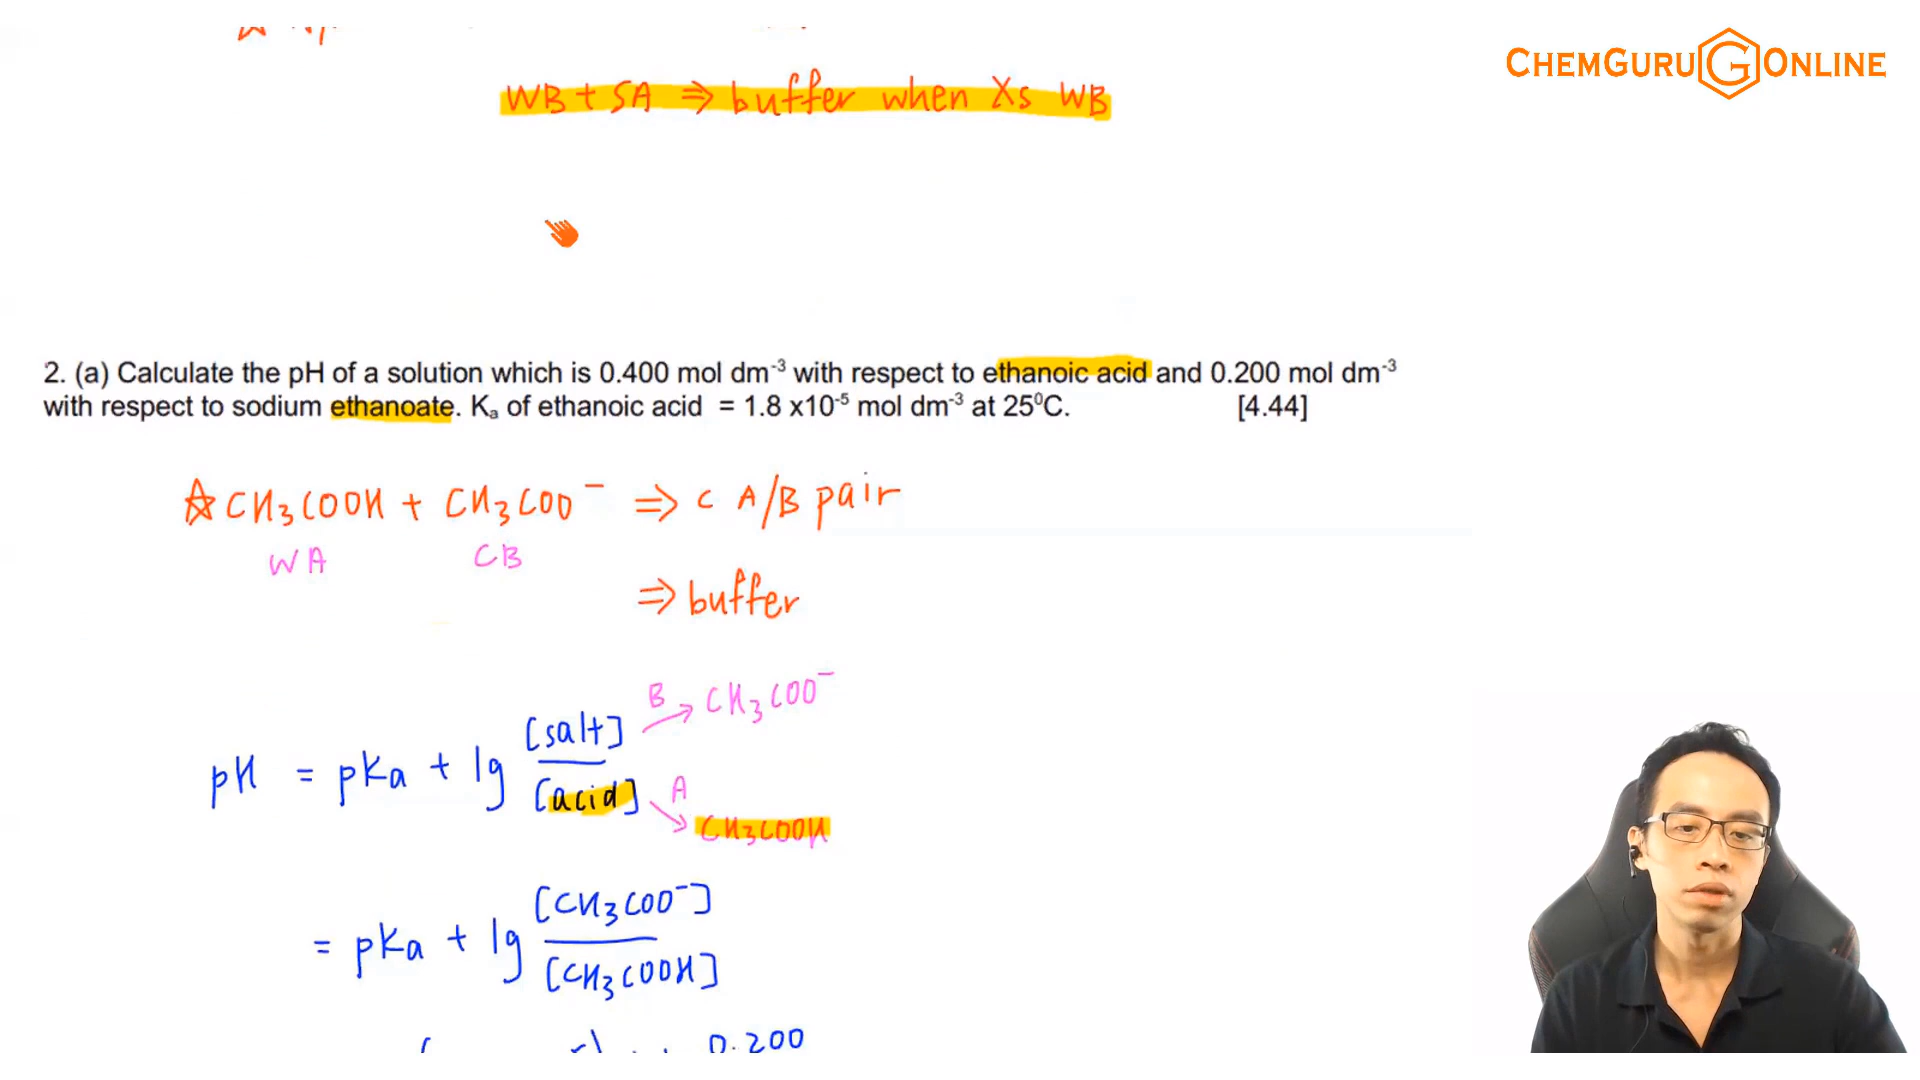 CHEMGURU G ONLINE
WB + SA ⇒ buffer when Xs WB
2. (a) Calculate the pH of a solution which is 0.400 mol dm⁻³ with respect to ethanoic acid and 0.200 mol dm⁻³
with respect to sodium ethanoate. Kₐ of ethanoic acid = 1.8 x10⁻⁵ mol dm⁻³ at 25⁰C. [4.44]
☆ CH₃COOH + CH₃COO⁻ ⇒ C A/B pair
WA CB
⇒ buffer
B → CH₃COO⁻
pH = pKa + lg [salt] / [acid]
A → CH₃COOH
= pKa + lg [CH₃COO⁻] / [CH₃COOH]
0.200